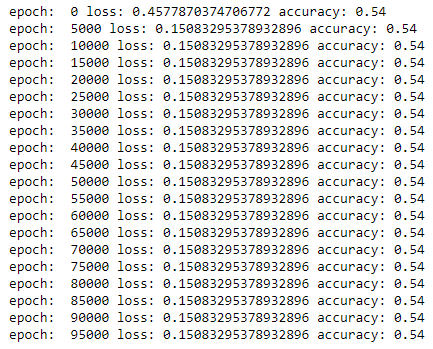 epoch:  0 loss: 0.4577870374706772 accuracy: 0.54
epoch:  5000 loss: 0.15083295378932896 accuracy: 0.54
epoch:  10000 loss: 0.15083295378932896 accuracy: 0.54
epoch:  15000 loss: 0.15083295378932896 accuracy: 0.54
epoch:  20000 loss: 0.15083295378932896 accuracy: 0.54
epoch:  25000 loss: 0.15083295378932896 accuracy: 0.54
epoch:  30000 loss: 0.15083295378932896 accuracy: 0.54
epoch:  35000 loss: 0.15083295378932896 accuracy: 0.54
epoch:  40000 loss: 0.15083295378932896 accuracy: 0.54
epoch:  45000 loss: 0.15083295378932896 accuracy: 0.54
epoch:  50000 loss: 0.15083295378932896 accuracy: 0.54
epoch:  55000 loss: 0.15083295378932896 accuracy: 0.54
epoch:  60000 loss: 0.15083295378932896 accuracy: 0.54
epoch:  65000 loss: 0.15083295378932896 accuracy: 0.54
epoch:  70000 loss: 0.15083295378932896 accuracy: 0.54
epoch:  75000 loss: 0.15083295378932896 accuracy: 0.54
epoch:  80000 loss: 0.15083295378932896 accuracy: 0.54
epoch:  85000 loss: 0.15083295378932896 accuracy: 0.54
epoch:  90000 loss: 0.15083295378932896 accuracy: 0.54
epoch:  95000 loss: 0.15083295378932896 accuracy: 0.54